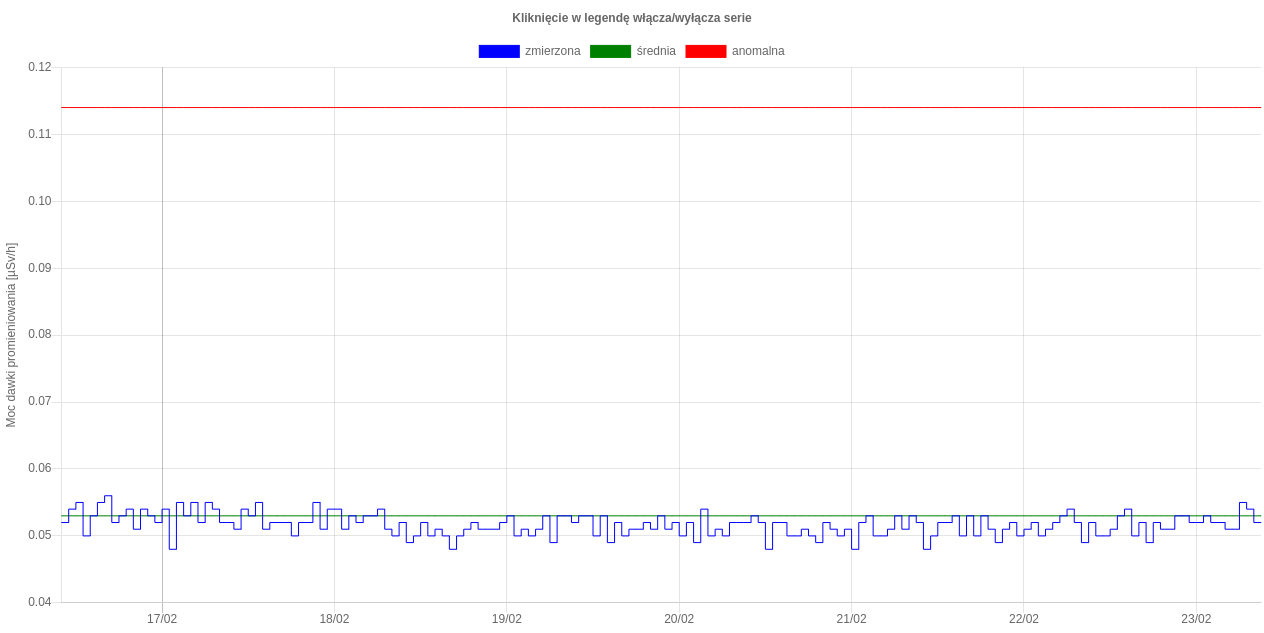 Kliknięcie w legendę włącza/wyłącza serie
zmierzona średnia anomalna
Moc dawki promieniowania [µSv/h]
0.12
0.11
0.10
0.09
0.08
0.07
0.06
0.05
0.04
17/02 18/02 19/02 20/02 21/02 22/02 23/02